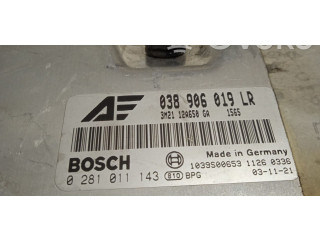 038 906 019 LR
3M21 12A650 GA 1565
BOSCH
Made in Germany
1039S00653 1126 0336
0 281 011 143 e10 BPG 03-11-21